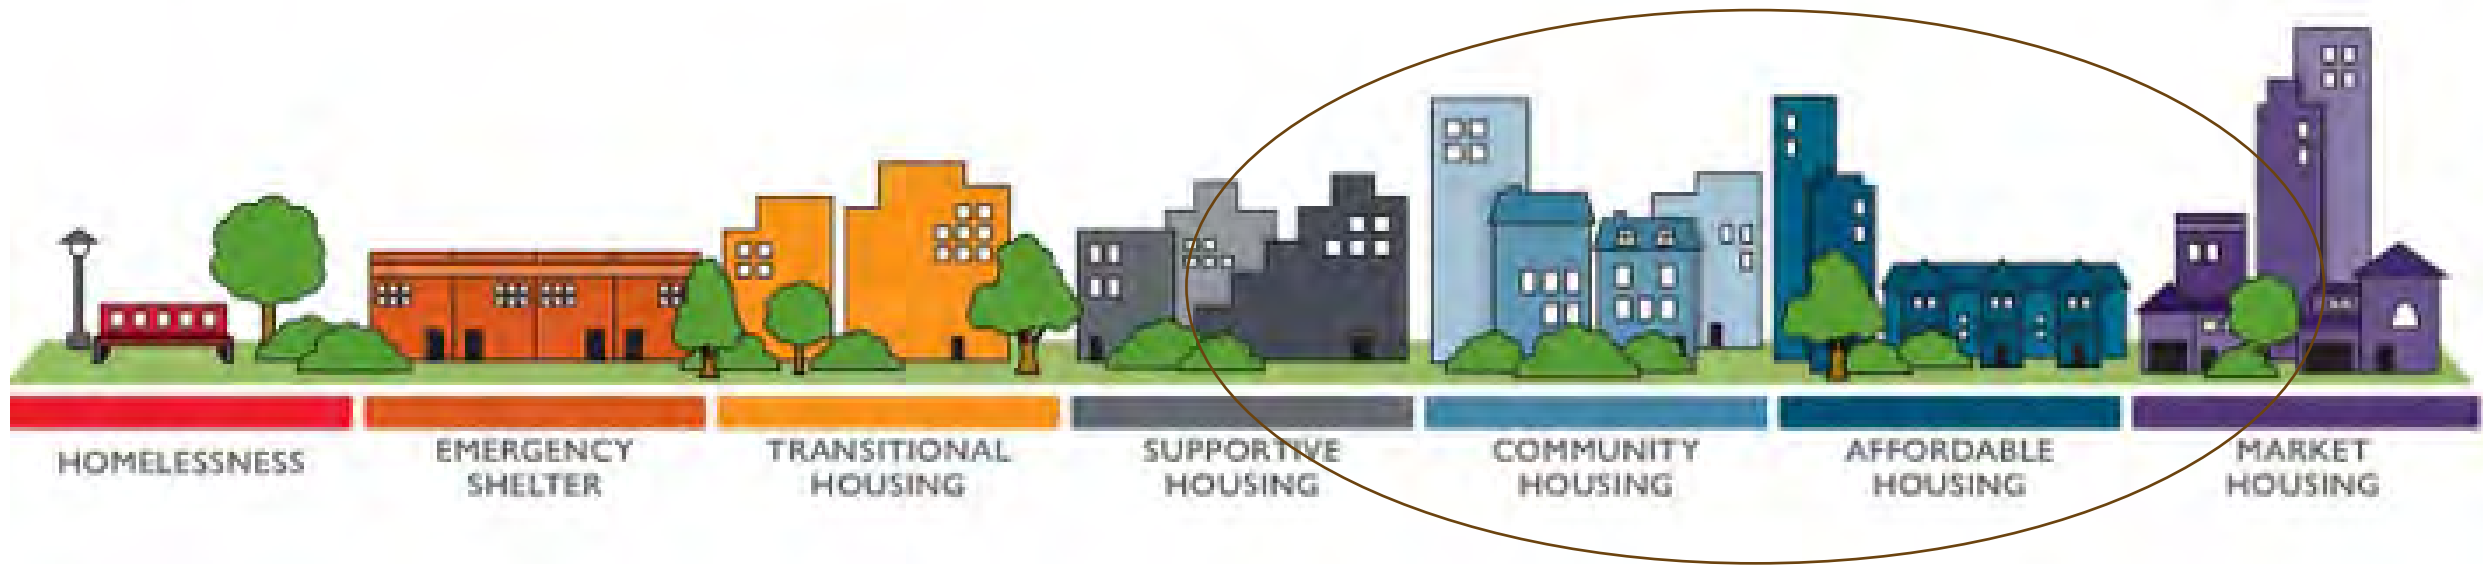 HOMELESSNESS
EMERGENCY
SHELTER
TRANSITIONAL
HOUSING
SUPPORTIVE
HOUSING
COMMUNITY
HOUSING
AFFORDABLE
HOUSING
MARKET
HOUSING